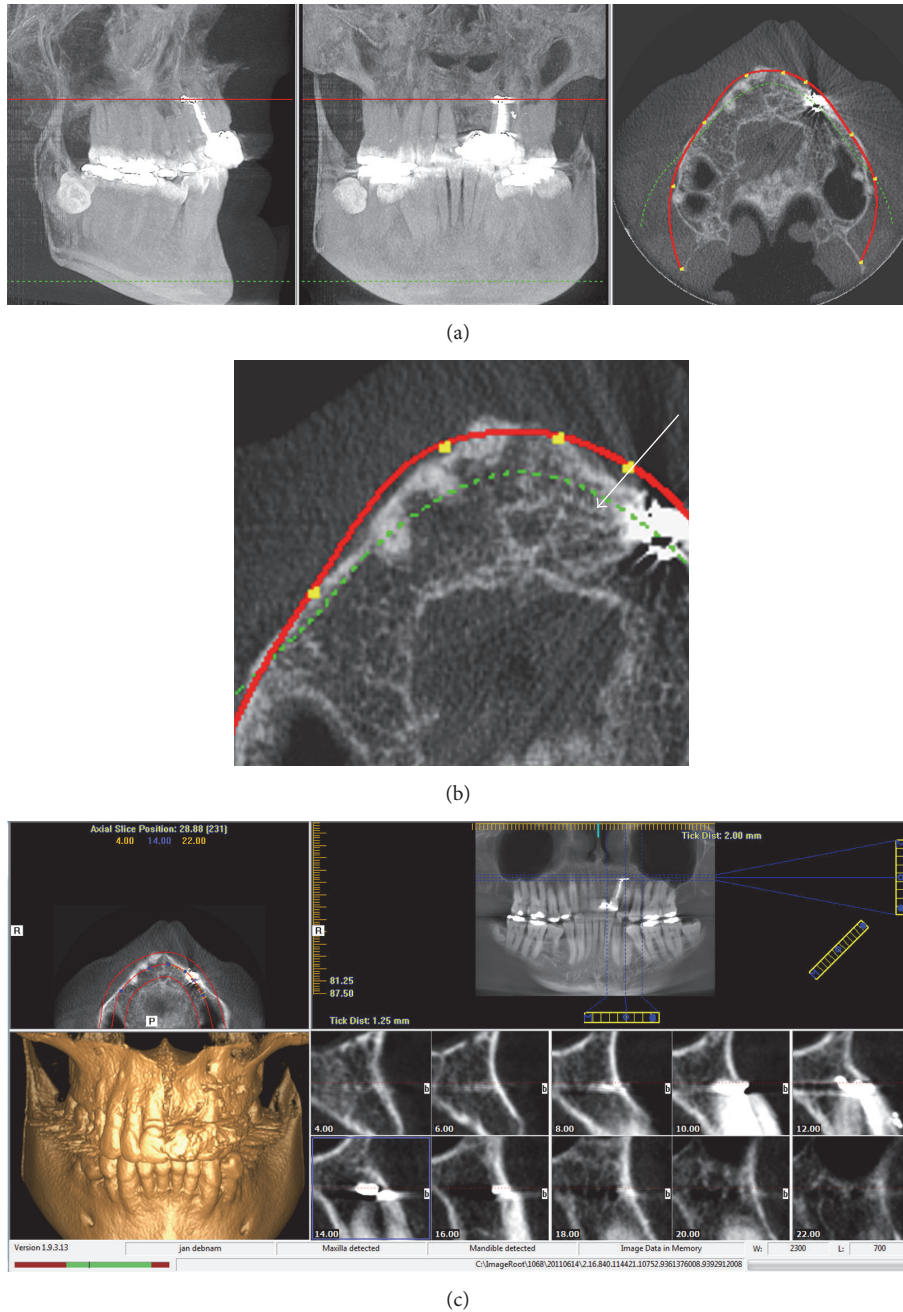 (a)
(b)
Axial Slice Position: 28.88 (231)
4.00 14.00 22.00
R
P
Tick Dist: 2.00 mm
R
81.25
87.50
Tick Dist: 1.25 mm
4.00
b
6.00
b
8.00
b
10.00
b
12.00
b
14.00
b
16.00
b
18.00
b
20.00
b
22.00
b
Version 1.9.3.13 jan debnam Maxilla detected Mandible detected Image Data in Memory W: 2300 L: 700
C:\ImageRoot\1068\20110614\2.16.840.114421.10752.9361376008.9392912008
(c)